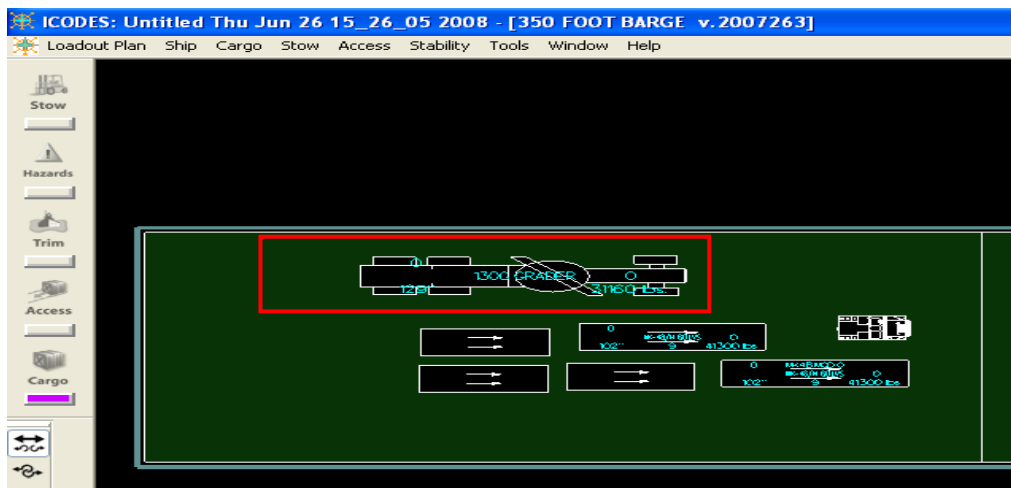 ICODES: Untitled Thu Jun 26 15_26_05 2008 - [350 FOOT BARGE v.2007263]
Loadout Plan Ship Cargo Stow Access Stability Tools Window Help
Stow
Hazards
Trim
Access
Cargo
0
1300 GRADER 0
31160 Lbs.
0
0
102" 9 41300 lbs
0 0
102" 9 41300 lbs